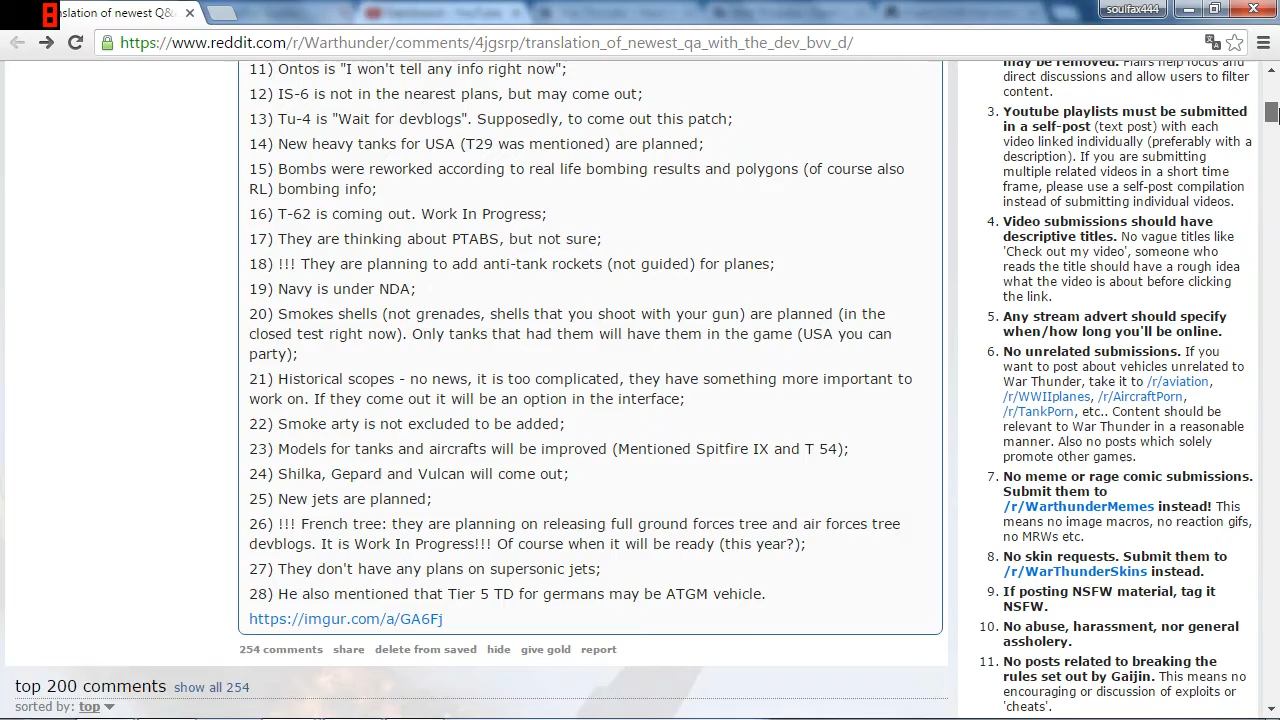 8
nslation of newest Q&
soulfax444
https://www.reddit.com/r/Warthunder/comments/4jgsrp/translation_of_newest_qa_with_the_dev_bvv_d/
11) Ontos is "I won't tell any info right now";
12) IS-6 is not in the nearest plans, but may come out;
13) Tu-4 is "Wait for devblogs". Supposedly, to come out this patch;
14) New heavy tanks for USA (T29 was mentioned) are planned;
15) Bombs were reworked according to real life bombing results and polygons (of course also
RL) bombing info;
16) T-62 is coming out. Work In Progress;
17) They are thinking about PTABS, but not sure;
18) !!! They are planning to add anti-tank rockets (not guided) for planes;
19) Navy is under NDA;
20) Smokes shells (not grenades, shells that you shoot with your gun) are planned (in the
closed test right now). Only tanks that had them will have them in the game (USA you can
party);
21) Historical scopes - no news, it is too complicated, they have something more important to
work on. If they come out it will be an option in the interface;
22) Smoke arty is not excluded to be added;
23) Models for tanks and aircrafts will be improved (Mentioned Spitfire IX and T 54);
24) Shilka, Gepard and Vulcan will come out;
25) New jets are planned;
26) !!! French tree: they are planning on releasing full ground forces tree and air forces tree
devblogs. It is Work In Progress!!! Of course when it will be ready (this year?);
27) They don't have any plans on supersonic jets;
28) He also mentioned that Tier 5 TD for germans may be ATGM vehicle.
https://imgur.com/a/GA6Fj
254 comments share delete from saved hide give gold report
top 200 comments show all 254
sorted by: top
may be removed. Flairs help focus and
direct discussions and allow users to filter
content.
3. Youtube playlists must be submitted
in a self-post (text post) with each
video linked individually (preferably with a
description). If you are submitting
multiple related videos in a short time
frame, please use a self-post compilation
instead of submitting individual videos.
4. Video submissions should have
descriptive titles. No vague titles like
'Check out my video', someone who
reads the title should have a rough idea
what the video is about before clicking
the link.
5. Any stream advert should specify
when/how long you'll be online.
6. No unrelated submissions. If you
want to post about vehicles unrelated to
War Thunder, take it to /r/aviation,
/r/WWIIplanes, /r/AircraftPorn,
/r/TankPorn, etc.. Content should be
relevant to War Thunder in a reasonable
manner. Also no posts which solely
promote other games.
7. No meme or rage comic submissions.
Submit them to
/r/WarthunderMemes instead! This
means no image macros, no reaction gifs,
no MRWs etc.
8. No skin requests. Submit them to
/r/WarThunderSkins instead.
9. If posting NSFW material, tag it
NSFW.
10. No abuse, harassment, nor general
assholery.
11. No posts related to breaking the
rules set out by Gaijin. This means no
encouraging or discussion of exploits or
'cheats'.